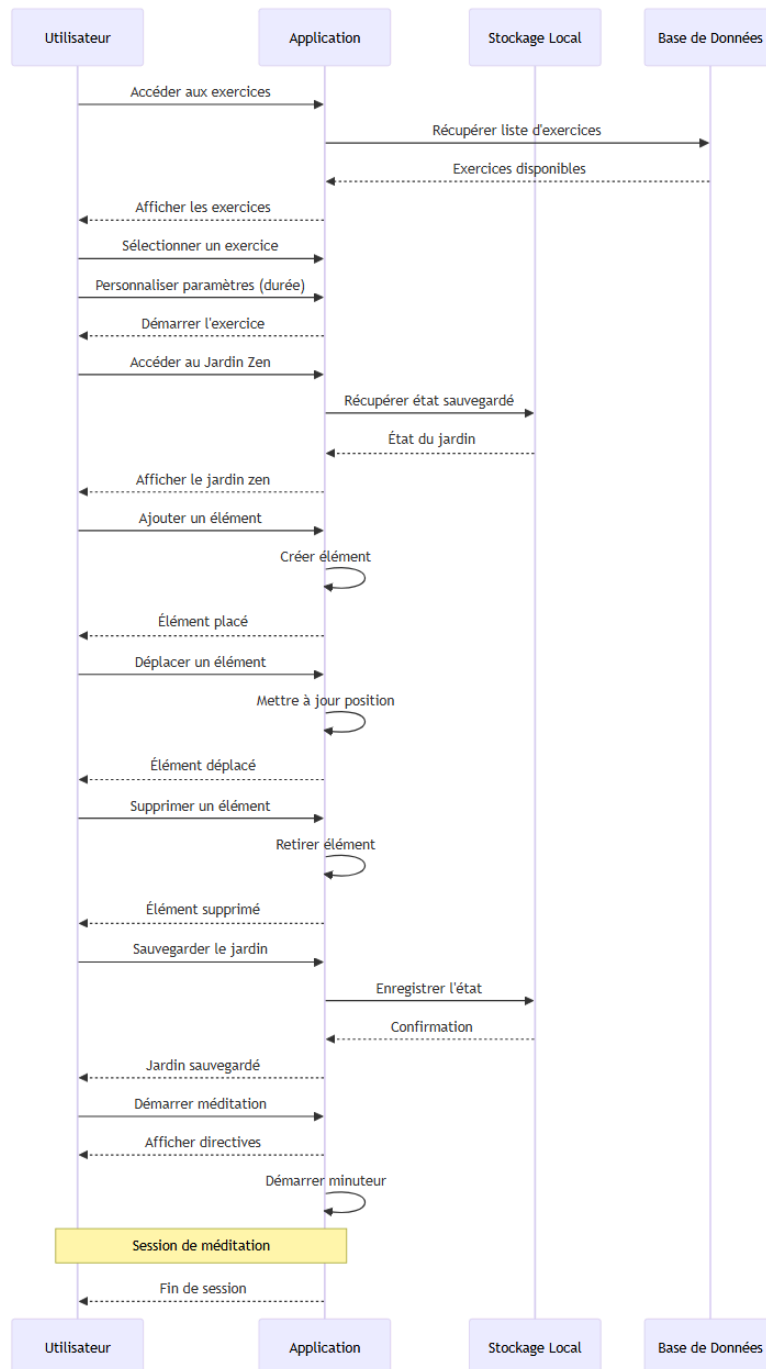 Utilisateur
Application
Stockage Local
Base de Données
Accéder aux exercices
Récupérer liste d'exercices
Exercices disponibles
Afficher les exercices
Sélectionner un exercice
Personnaliser paramètres (durée)
Démarrer l'exercice
Accéder au Jardin Zen
Récupérer état sauvegardé
État du jardin
Afficher le jardin zen
Ajouter un élément
Créer élément
Élément placé
Déplacer un élément
Mettre à jour position
Élément déplacé
Supprimer un élément
Retirer élément
Élément supprimé
Sauvegarder le jardin
Enregistrer l'état
Confirmation
Jardin sauvegardé
Démarrer méditation
Afficher directives
Démarrer minuteur
Session de méditation
Fin de session
Utilisateur
Application
Stockage Local
Base de Données